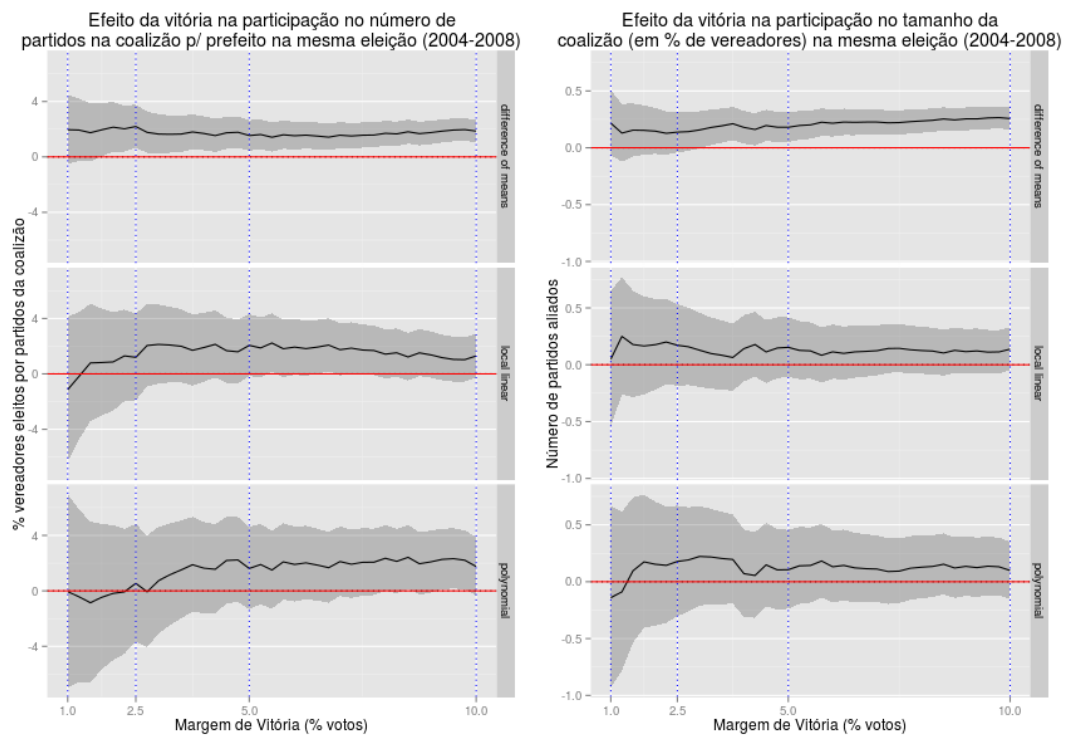 Efeito da vitória na participação no número de
partidos na coalizão p/ prefeito na mesma eleição (2004-2008)
% vereadores eleitos por partidos da coalizão
4
0
-4
difference of means
4
0
-4
local linear
4
0
-4
polynomial
1.0 2.5 5.0 10.0
Margem de Vitória (% votos)
Efeito da vitória na participação no tamanho da
coalizão (em % de vereadores) na mesma eleição (2004-2008)
Número de partidos aliados
0.5
0.0
-0.5
-1.0
difference of means
0.5
0.0
-0.5
-1.0
local linear
0.5
0.0
-0.5
-1.0
polynomial
1.0 2.5 5.0 10.0
Margem de Vitória (% votos)